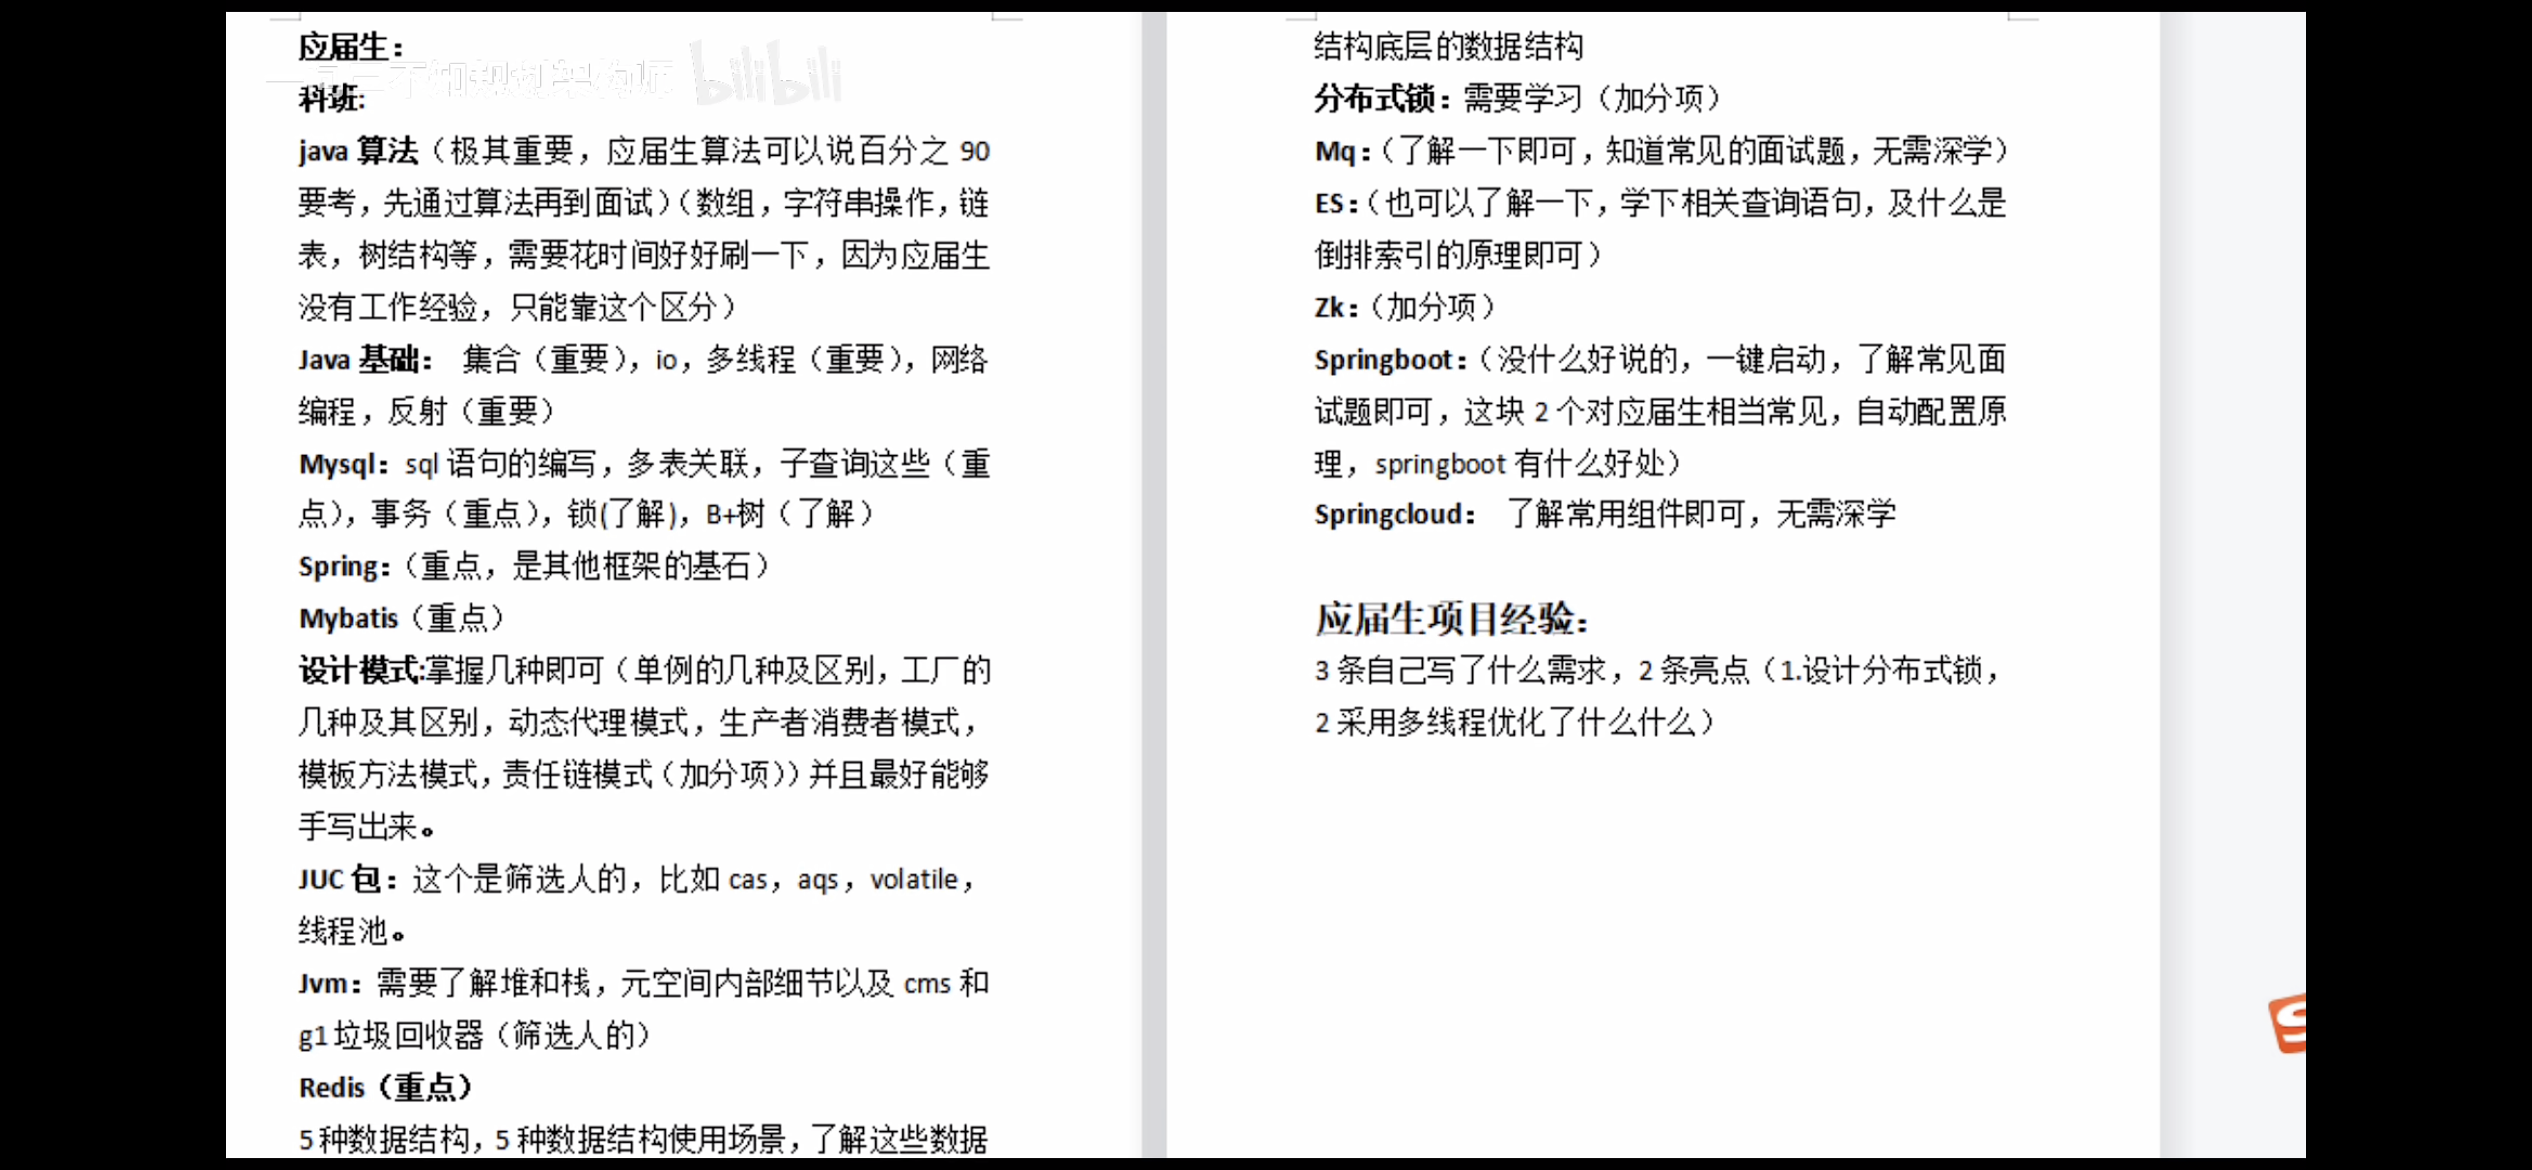 应届生：
科班:
java 算法（极其重要，应届生算法可以说百分之 90
要考，先通过算法再到面试）（数组，字符串操作，链
表，树结构等，需要花时间好好刷一下，因为应届生
没有工作经验，只能靠这个区分）
Java 基础： 集合（重要），io，多线程（重要），网络
编程，反射（重要）
Mysql：sql 语句的编写，多表关联，子查询这些（重
点），事务（重点），锁(了解)，B+树（了解）
Spring：（重点，是其他框架的基石）
Mybatis（重点）
设计模式:掌握几种即可（单例的几种及区别，工厂的
几种及其区别，动态代理模式，生产者消费者模式，
模板方法模式，责任链模式（加分项））并且最好能够
手写出来。
JUC 包：这个是筛选人的，比如 cas，aqs，volatile，
线程池。
Jvm：需要了解堆和栈，元空间内部细节以及 cms 和
g1 垃圾回收器（筛选人的）
Redis（重点）
5 种数据结构，5 种数据结构使用场景，了解这些数据
结构底层的数据结构
分布式锁：需要学习（加分项）
Mq：（了解一下即可，知道常见的面试题，无需深学）
ES：（也可以了解一下，学下相关查询语句，及什么是
倒排索引的原理即可）
Zk：（加分项）
Springboot：（没什么好说的，一键启动，了解常见面
试题即可，这块 2 个对应届生相当常见，自动配置原
理，springboot 有什么好处）
Springcloud： 了解常用组件即可，无需深学
应届生项目经验：
3 条自己写了什么需求，2 条亮点（1.设计分布式锁，
2 采用多线程优化了什么什么）
bilibili